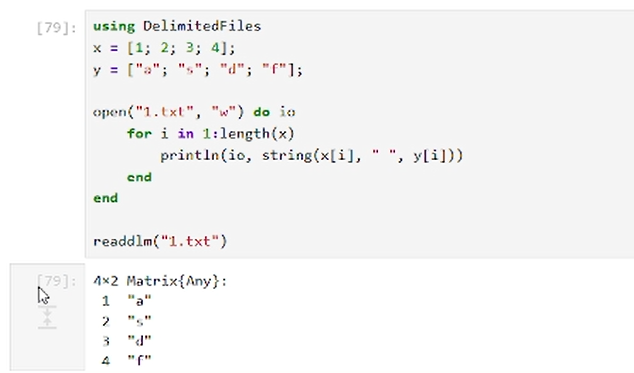 [79]:
using DelimitedFiles
x = [1; 2; 3; 4];
y = ["a"; "s"; "d"; "f"];
open("1.txt", "w") do io
    for i in 1:length(x)
        println(io, string(x[i], " ", y[i]))
    end
end
readdlm("1.txt")
[79]:
4×2 Matrix{Any}:
 1  "a"
 2  "s"
 3  "d"
 4  "f"